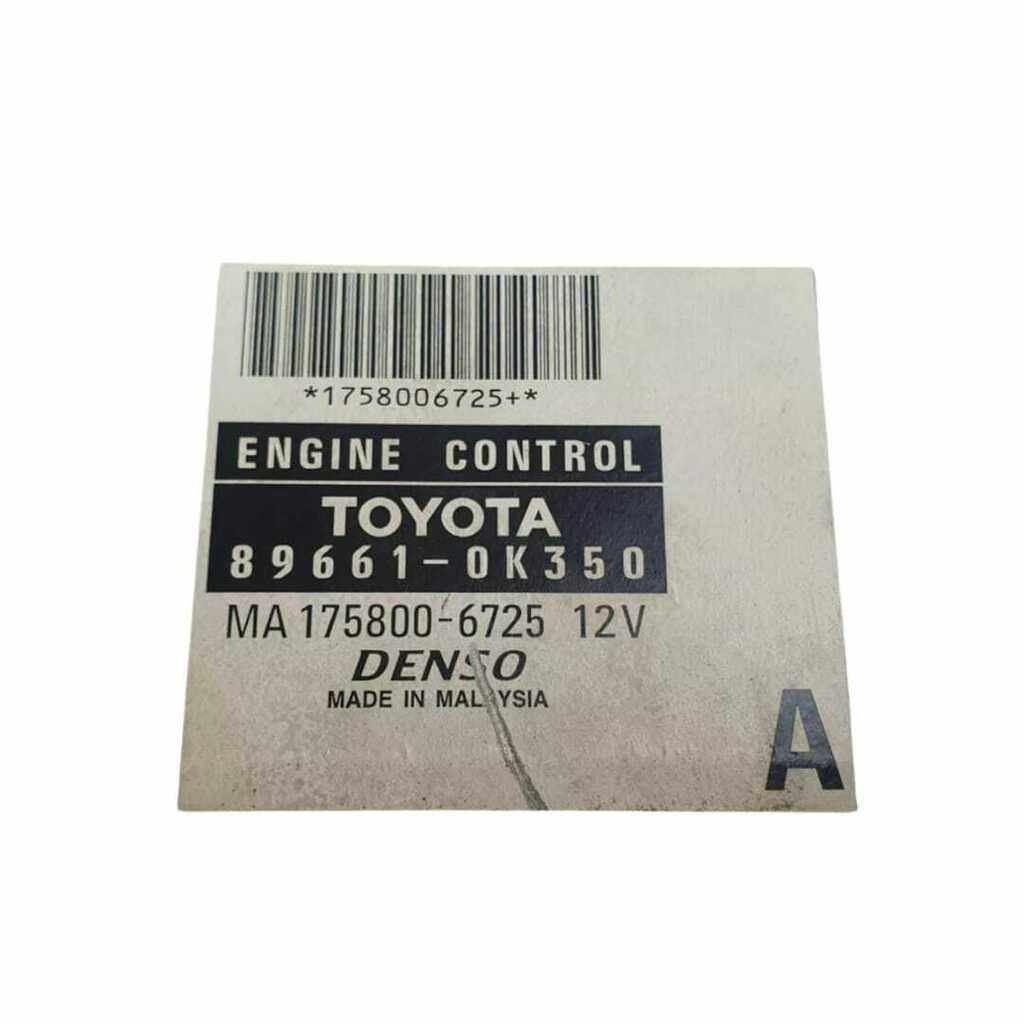 *1758006725+*
ENGINE CONTROL
TOYOTA
89661-0K350
MA 175800-6725 12V
DENSO
MADE IN MALAYSIA
A